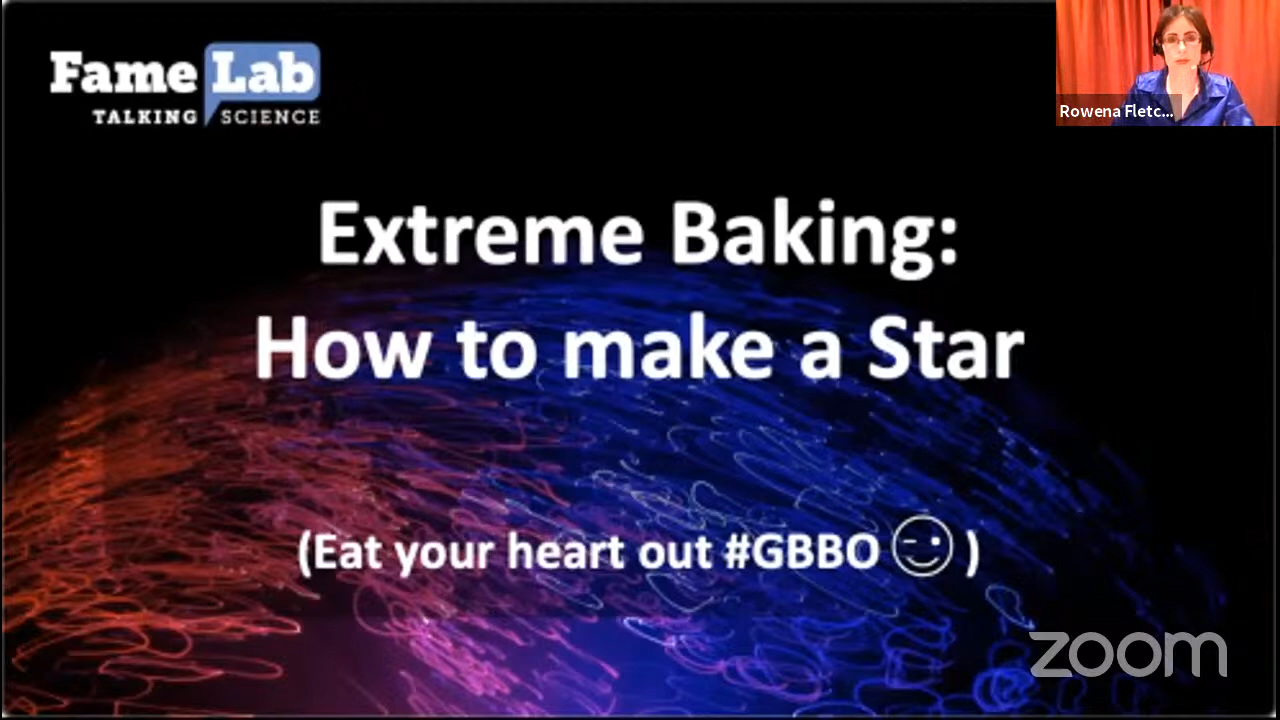 Fame Lab
TALKING SCIENCE
Rowena Fletc...
Extreme Baking:
How to make a Star
(Eat your heart out #GBBO 😉 )
zoom